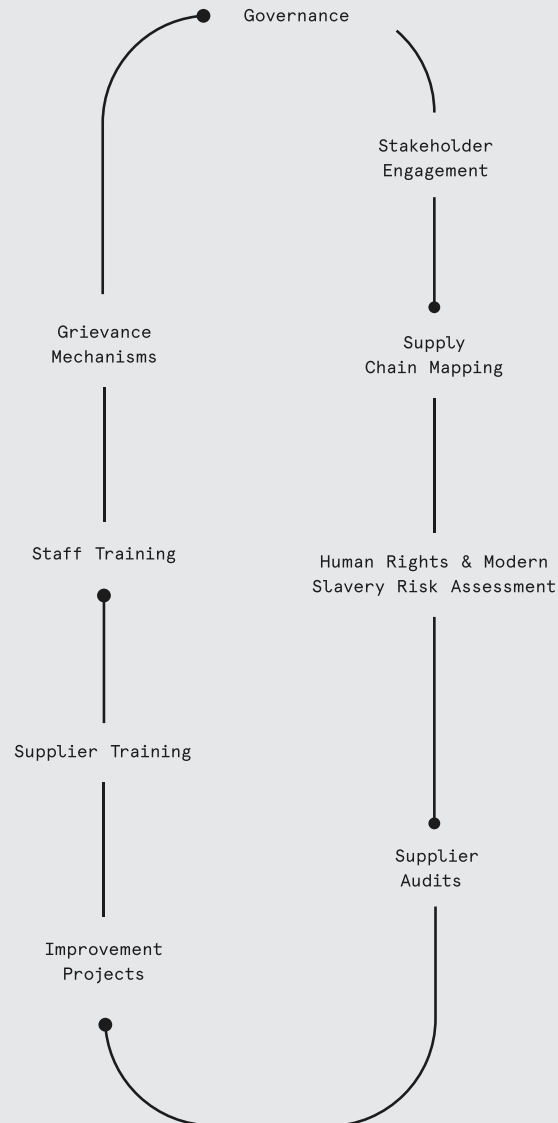 Governance
Stakeholder
Engagement
Supply
Chain Mapping
Human Rights & Modern
Slavery Risk Assessment
Supplier
Audits
Improvement
Projects
Supplier Training
Staff Training
Grievance
Mechanisms